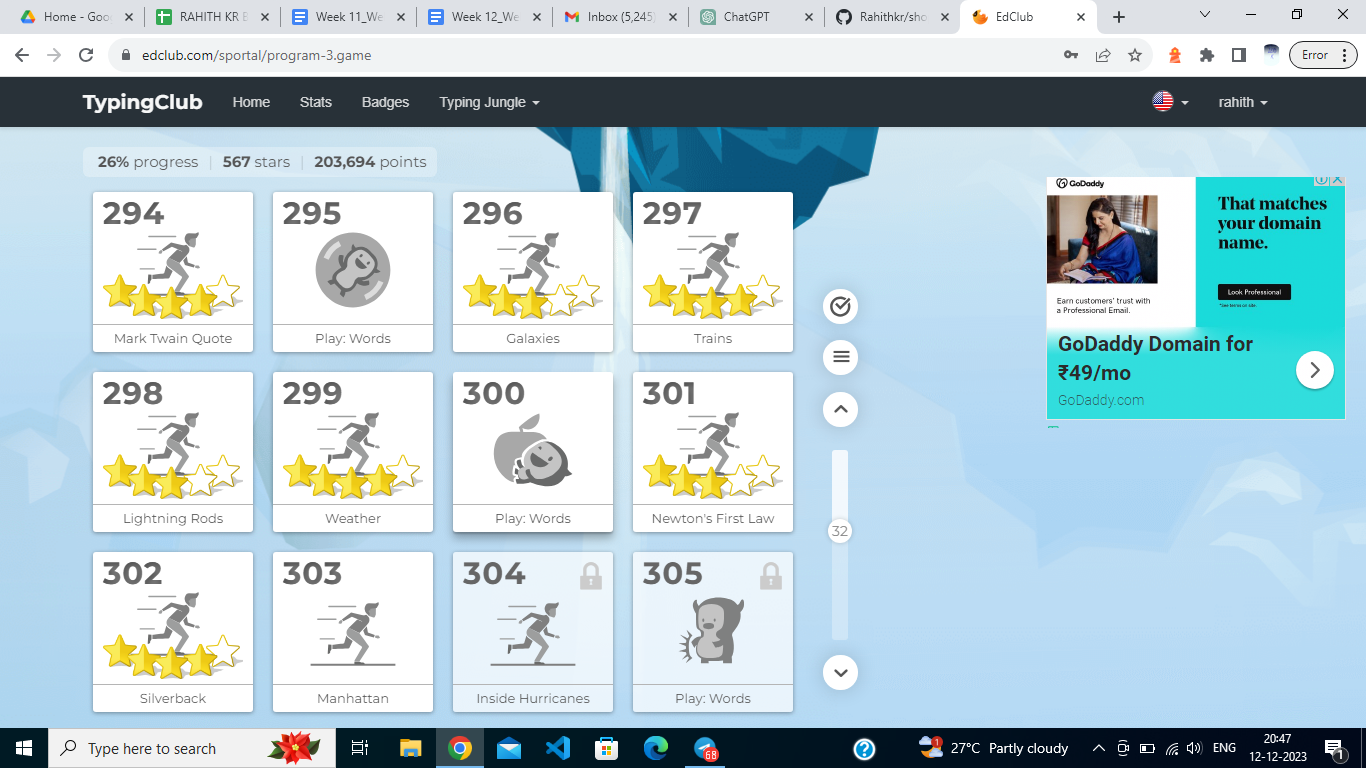 Home - Goo
RAHITH KR B
Week 11_We
Week 12_We
Inbox (5,245)
ChatGPT
Rahithkr/sho
EdClub
edclub.com/sportal/program-3.game
Error
TypingClub
Home
Stats
Badges
Typing Jungle
rahith
26% progress | 567 stars | 203,694 points
294
295
296
297
Mark Twain Quote
Play: Words
Galaxies
Trains
298
299
300
301
Lightning Rods
Weather
Play: Words
Newton's First Law
302
303
304
305
Silverback
Manhattan
Inside Hurricanes
Play: Words
32
GoDaddy
That matches
your domain
name.
Look Professional
Earn customers' trust with
a Professional Email.
GoDaddy Domain for
₹49/mo
GoDaddy.com
Type here to search
68
1
27°C Partly cloudy
ENG
20:47
12-12-2023
1